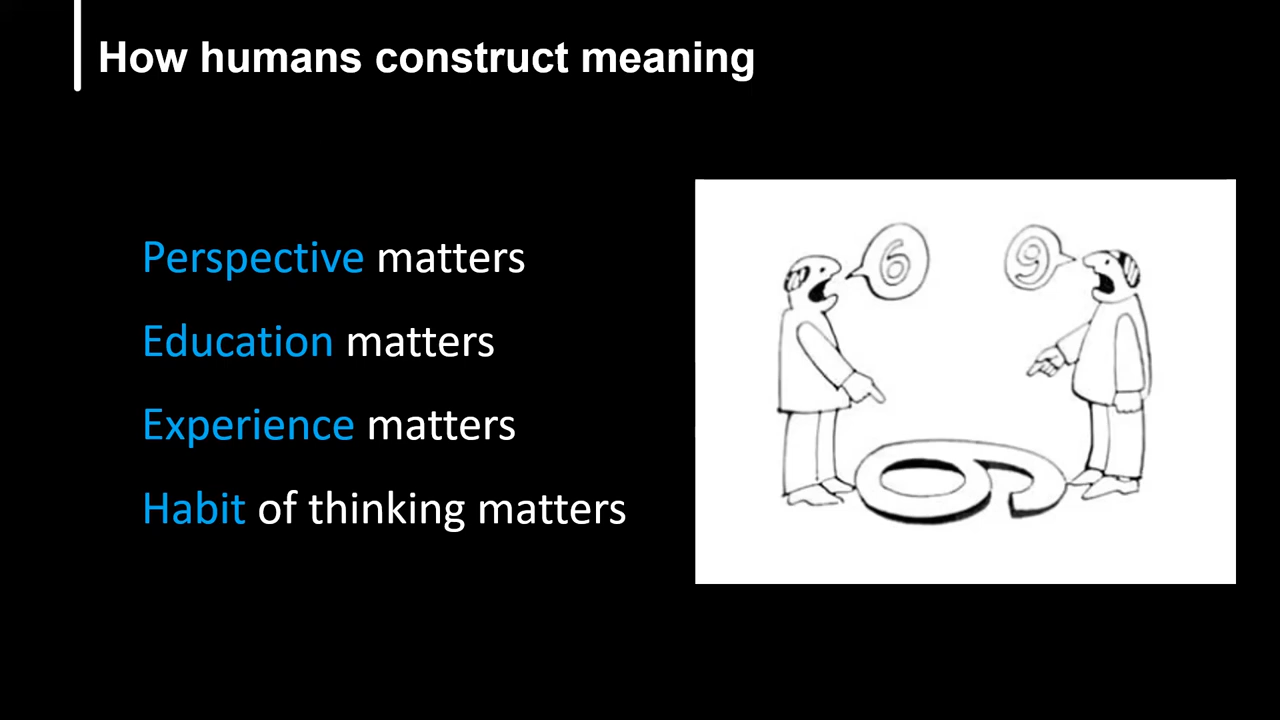 How humans construct meaning
Perspective matters
Education matters
Experience matters
Habit of thinking matters
6
9